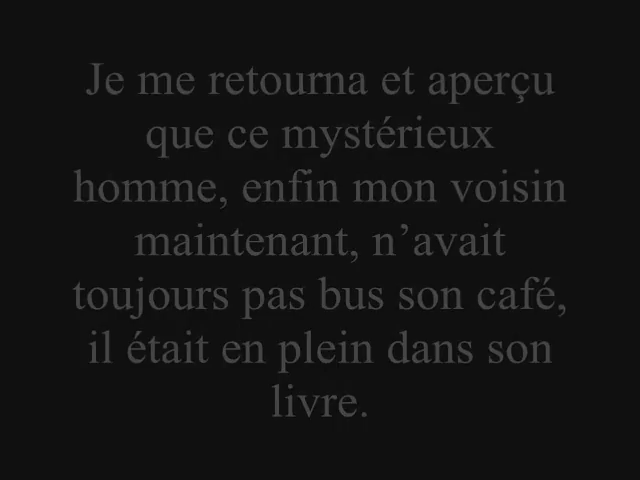 Je me retourna et aperçu
que ce mystérieux
homme, enfin mon voisin
maintenant, n’avait
toujours pas bus son café,
il était en plein dans son
livre.